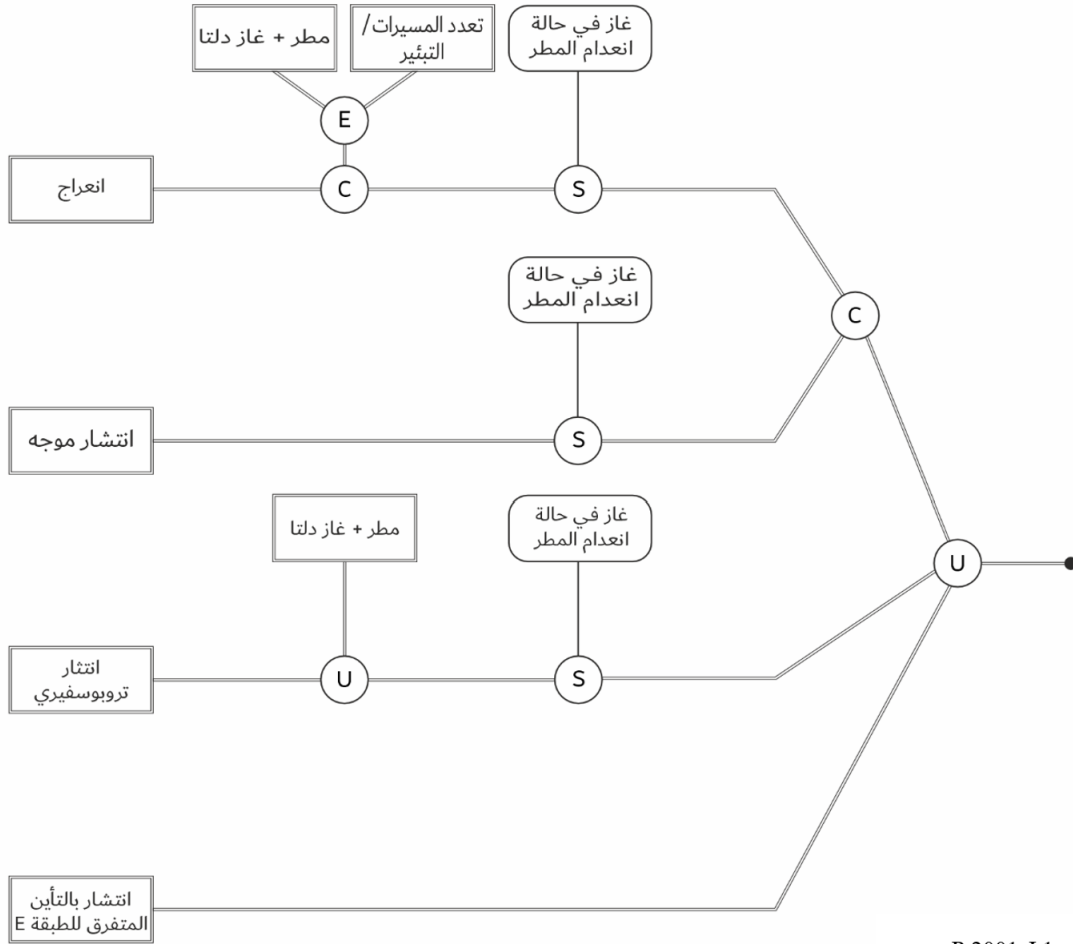 مطر + غاز دلتا
تعدد المسيرات/
التبئير
غاز في حالة
انعدام المطر
E
انعراج
C
S
غاز في حالة
انعدام المطر
C
انتشار موجه
S
مطر + غاز دلتا
غاز في حالة
انعدام المطر
U
انتثار
تروبوسفيري
U
S
انتشار بالتأين
المتفرق للطبقة E